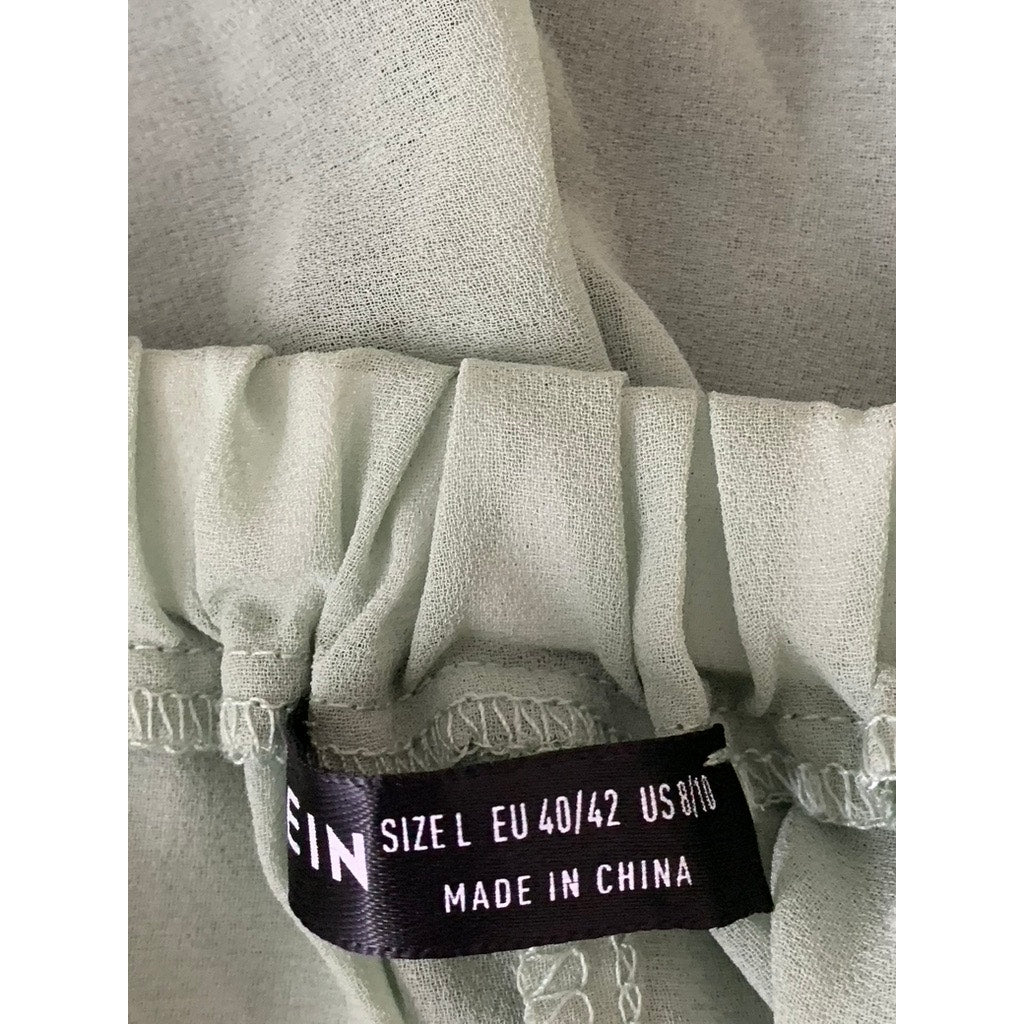 EIN
SIZE L EU 40/42 US 8/10
MADE IN CHINA